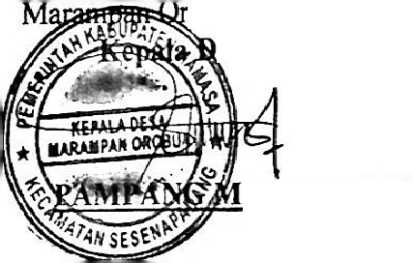 Marampan Or
Kepala D
PEMERINTAH KABUPATEN MAMASA
KEPALA DESA
MARAMPAN OROBUA
KECAMATAN SESENAPADANG
PAMPANG M